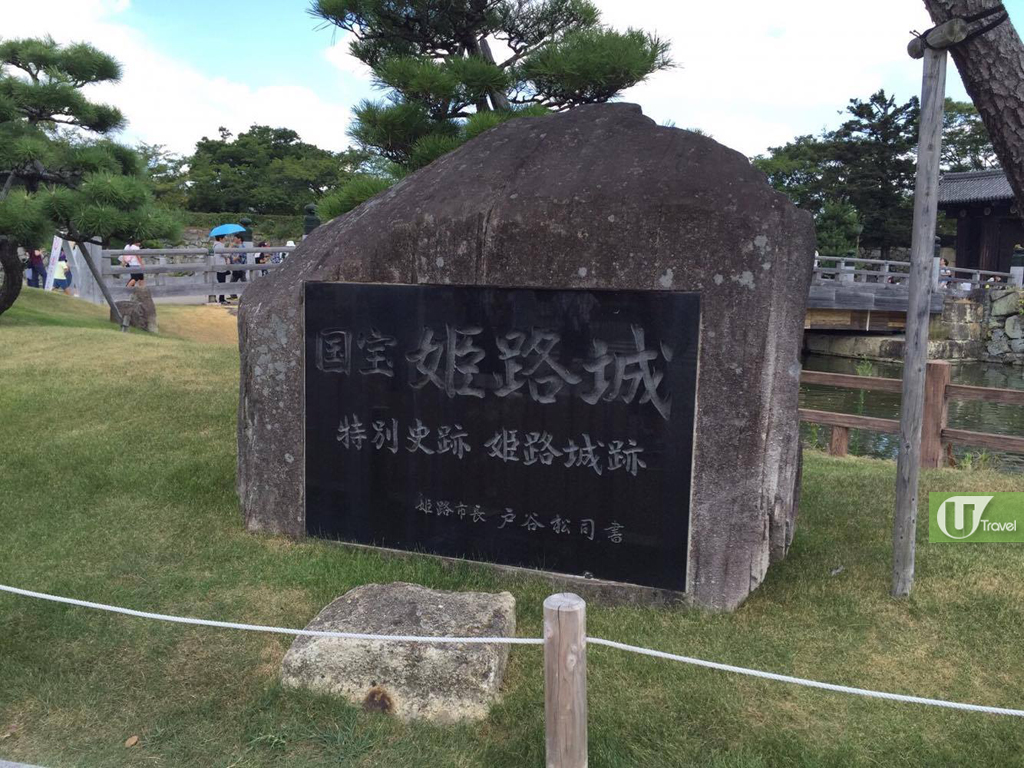 国宝 姫路城
特別史跡 姫路城跡
姫路市長 戸谷松司 書
U Travel